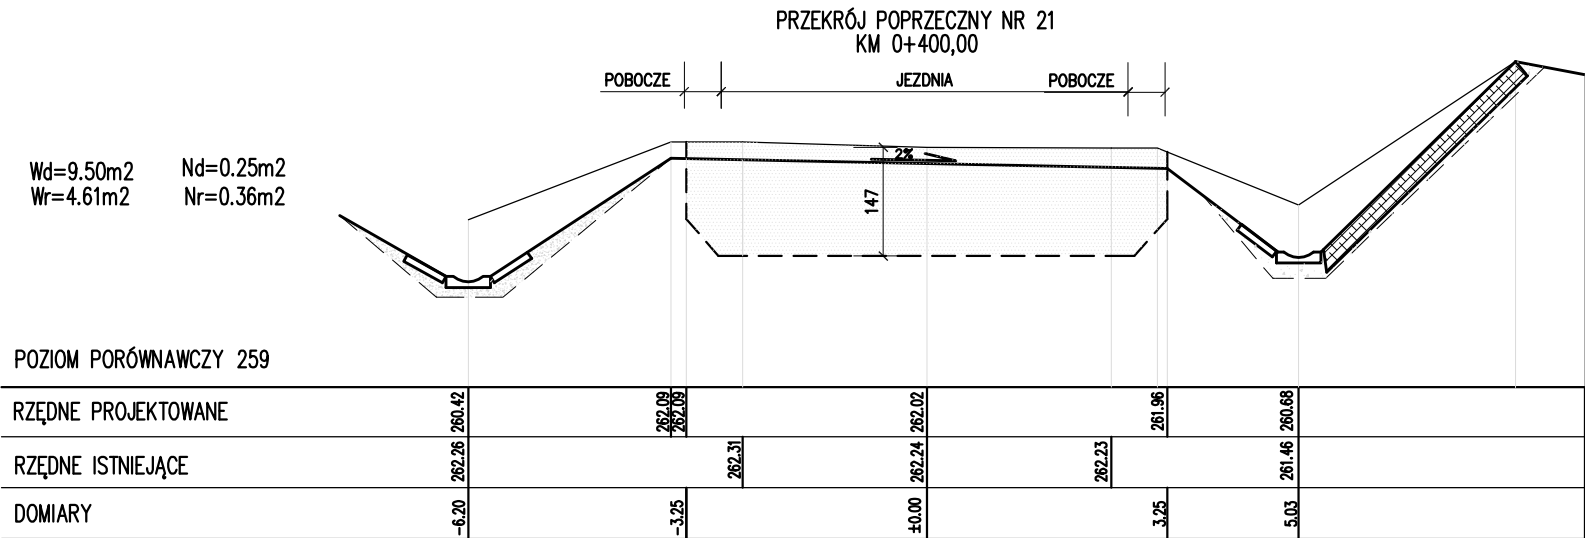 PRZEKRÓJ POPRZECZNY NR 21
KM 0+400,00
POBOCZE JEZDNIA POBOCZE
Wd=9.50m2 Nd=0.25m2
Wr=4.61m2 Nr=0.36m2
2%
147
POZIOM PORÓWNAWCZY 259
RZĘDNE PROJEKTOWANE 260.42 262.09 262.09 262.02 261.96 260.68
RZĘDNE ISTNIEJĄCE 262.26 262.31 262.24 262.23 261.46
DOMIARY -6.20 -3.25 ±0.00 3.25 5.03